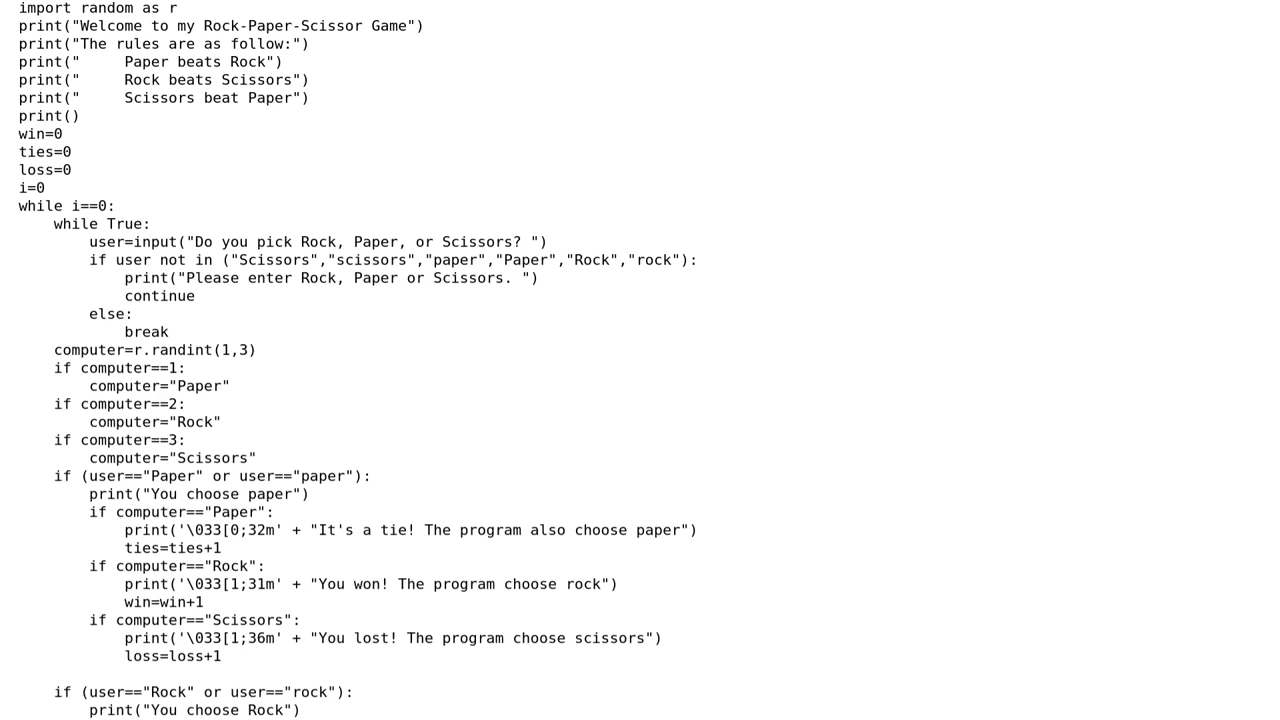 import random as r
print("Welcome to my Rock-Paper-Scissor Game")
print("The rules are as follow:")
print("     Paper beats Rock")
print("     Rock beats Scissors")
print("     Scissors beat Paper")
print()
win=0
ties=0
loss=0
i=0
while i==0:
    while True:
        user=input("Do you pick Rock, Paper, or Scissors? ")
        if user not in ("Scissors","scissors","paper","Paper","Rock","rock"):
            print("Please enter Rock, Paper or Scissors. ")
            continue
        else:
            break
    computer=r.randint(1,3)
    if computer==1:
        computer="Paper"
    if computer==2:
        computer="Rock"
    if computer==3:
        computer="Scissors"
    if (user=="Paper" or user=="paper"):
        print("You choose paper")
        if computer=="Paper":
            print('\033[0;32m' + "It's a tie! The program also choose paper")
            ties=ties+1
        if computer=="Rock":
            print('\033[1;31m' + "You won! The program choose rock")
            win=win+1
        if computer=="Scissors":
            print('\033[1;36m' + "You lost! The program choose scissors")
            loss=loss+1

    if (user=="Rock" or user=="rock"):
        print("You choose Rock")